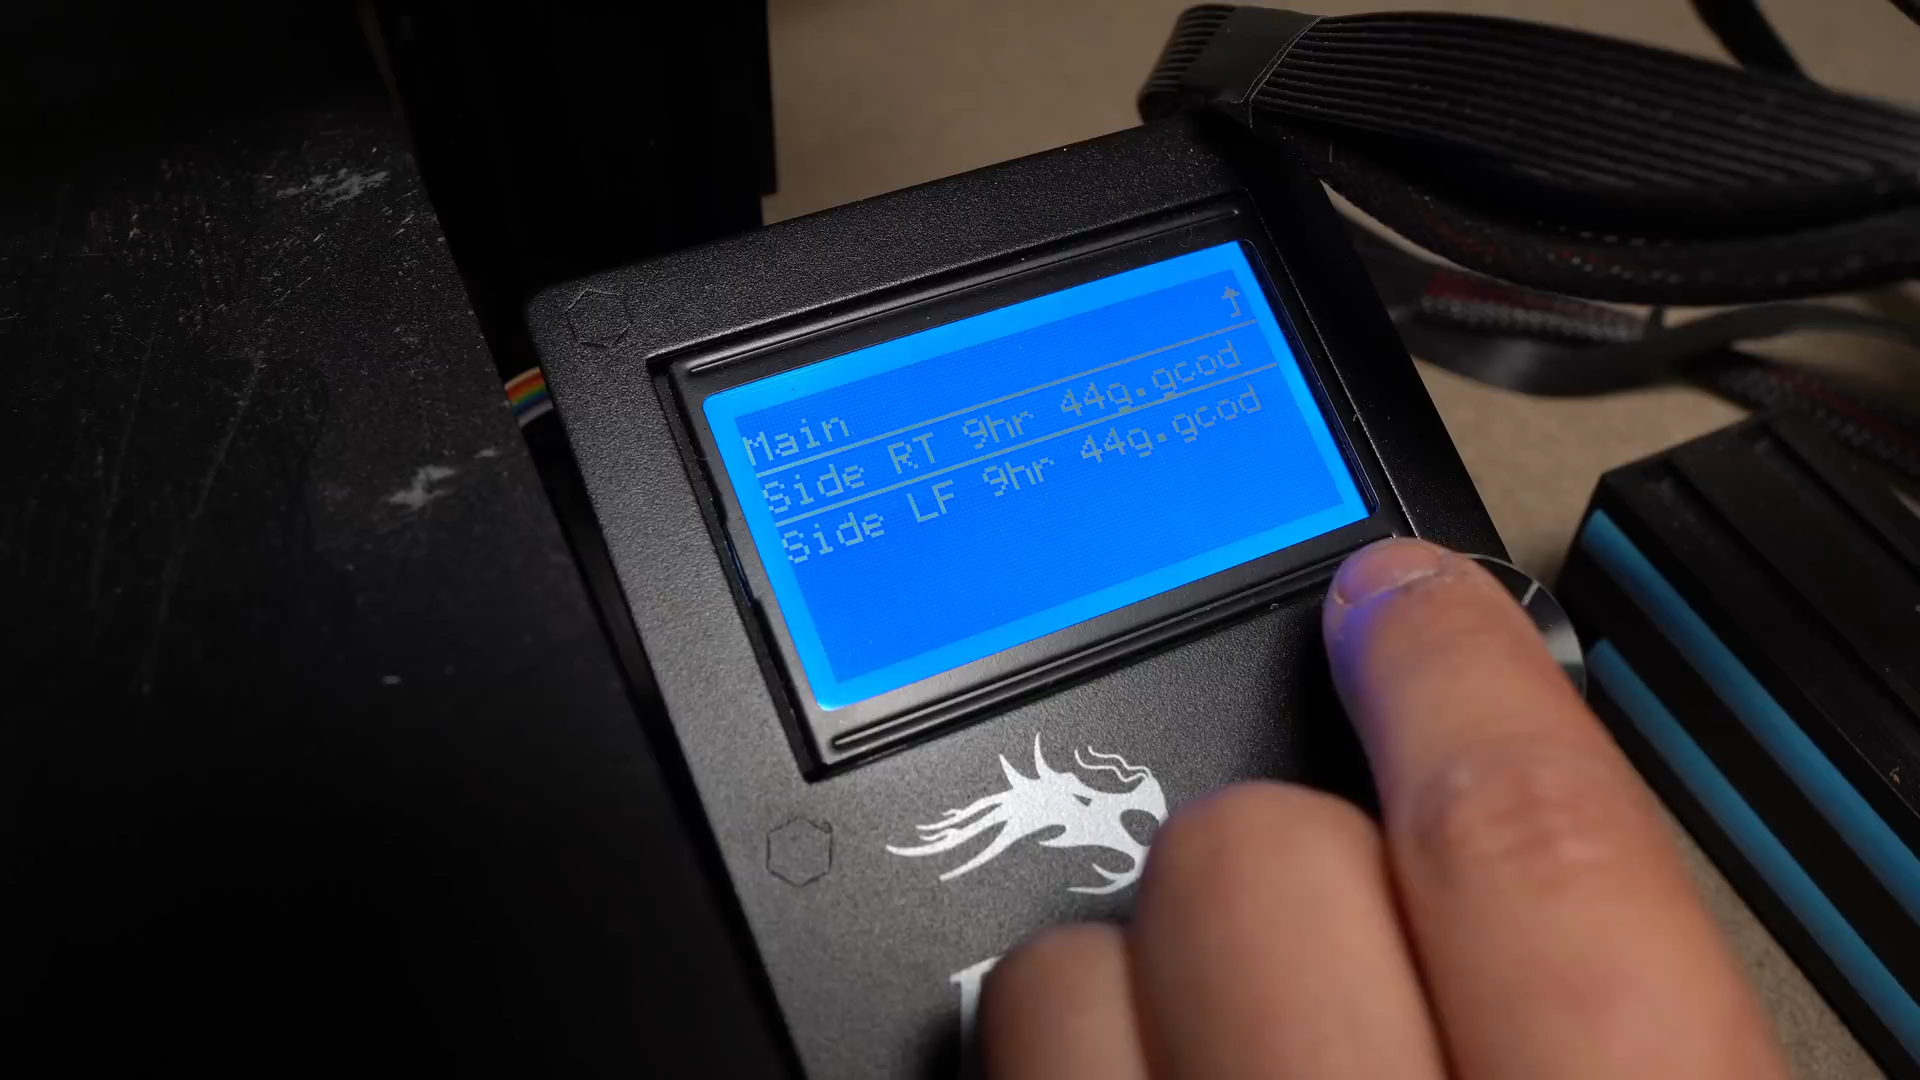 Main
Side RT 9hr 44g.gcod
Side LF 9hr 44g.gcod